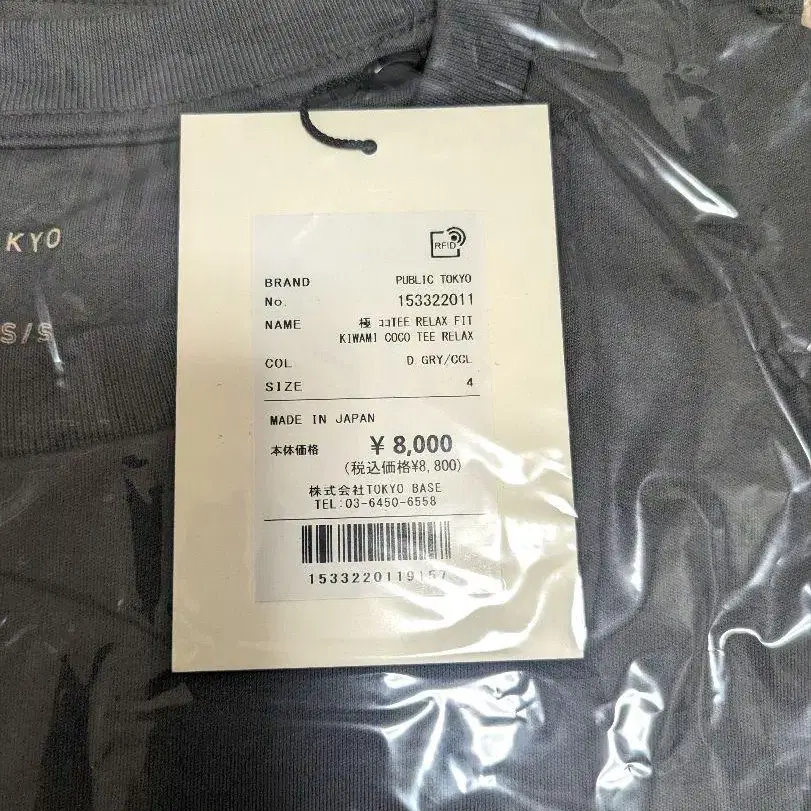 KYO
S/S
RFID
BRAND PUBLIC TOKYO
No. 153322011
NAME 極 ココTEE RELAX FIT
KIWAMI COCO TEE RELAX
COL D.GRY/CCL
SIZE 4
MADE IN JAPAN
本体価格 ¥ 8,000
(税込価格¥8,800)
株式会社TOKYO BASE
TEL:03-6450-6558
1533220119157